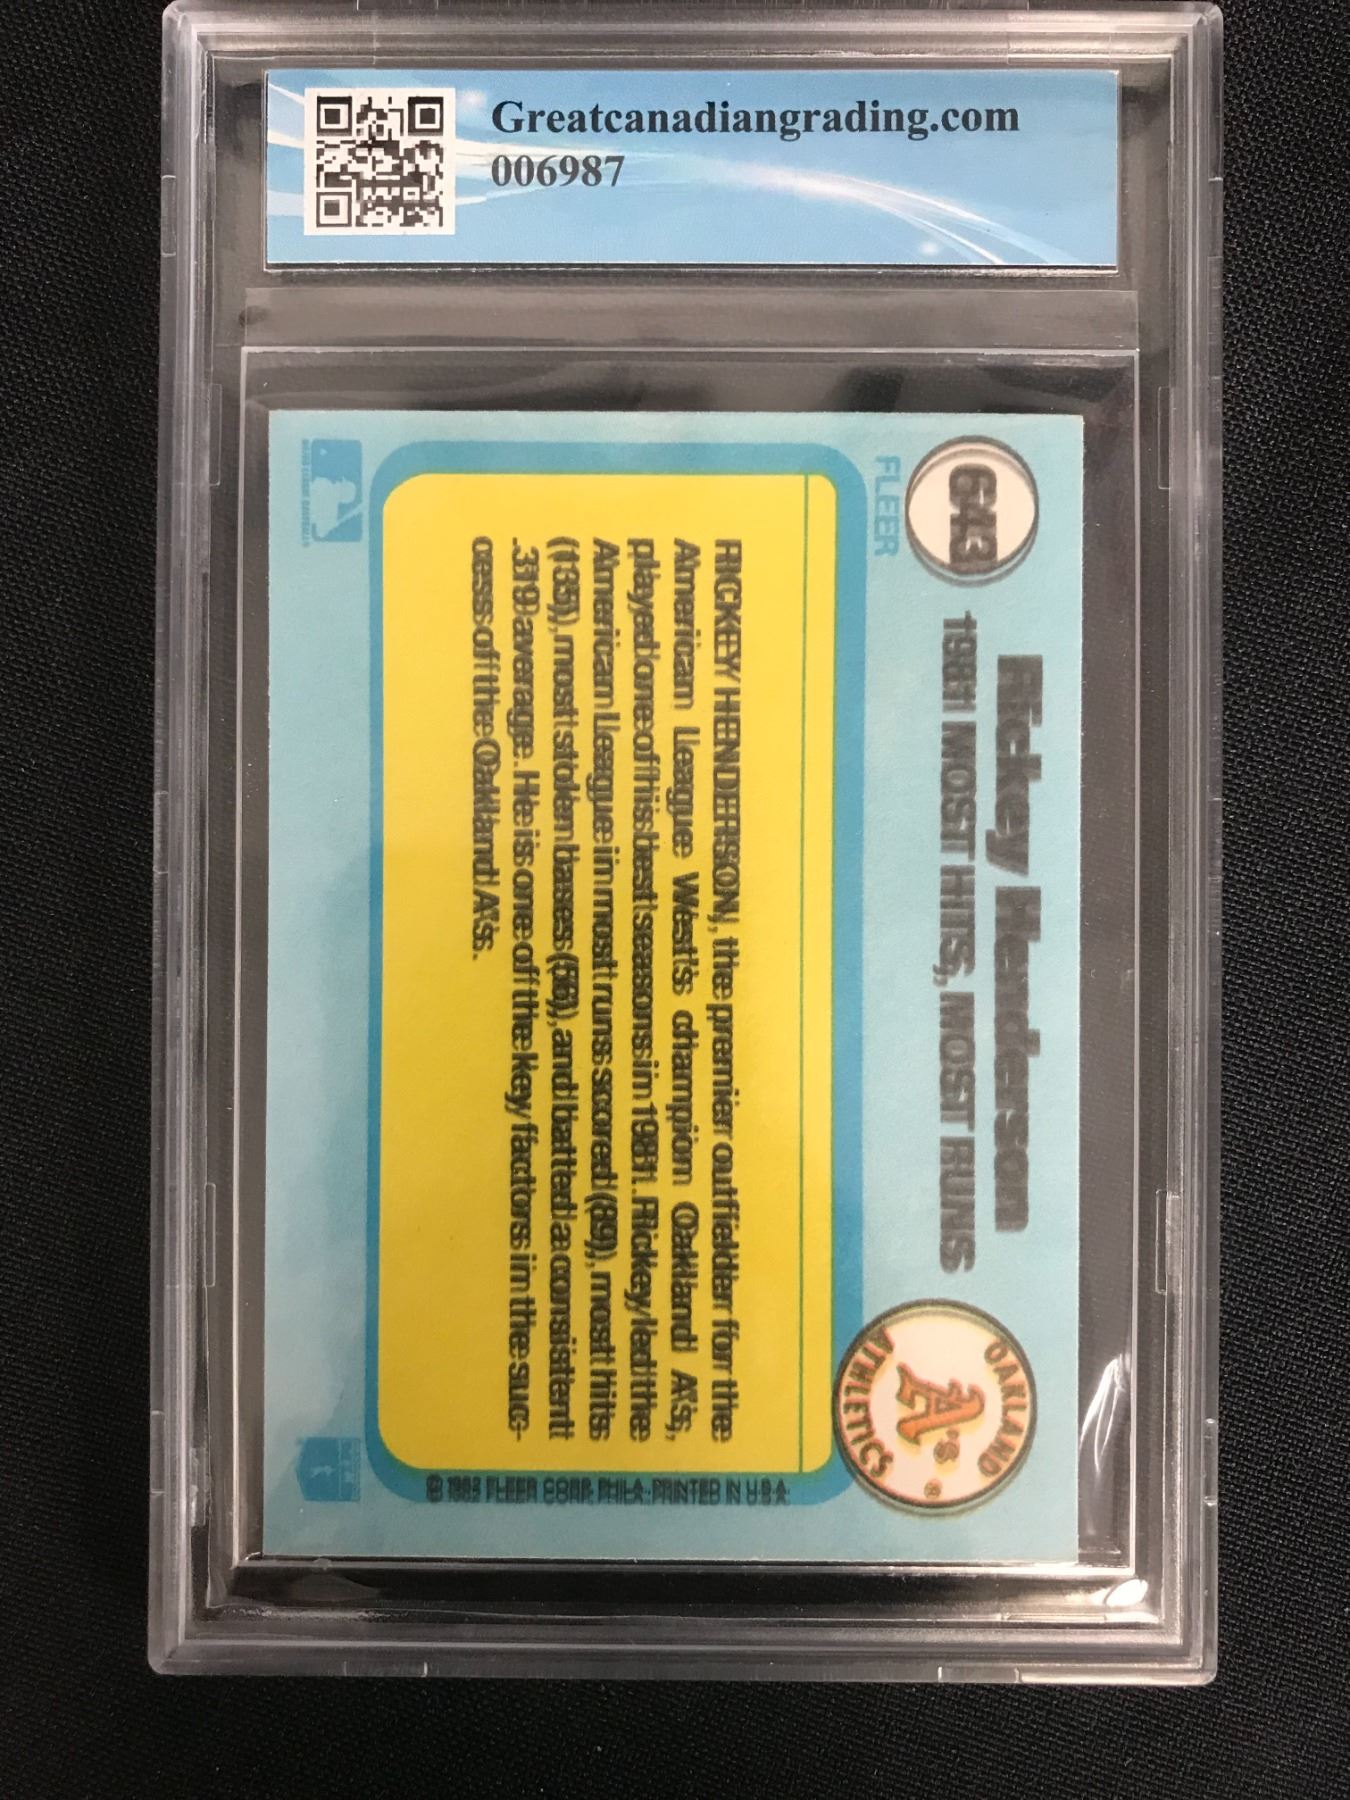 Greatcanadiangrading.com
006987
643
FLEER
Rickey Henderson
1981 MOST HITS, MOST RUNS
OAKLAND
A's
®
ATHLETICS
RICKEY HENDERSON, the premier outfielder for the
American League West's champion Oakland A's,
played one of his best seasons in 1981. Rickey led the
American League in most runs scored (89), most hits
(135), most stolen bases (56), and batted a consistent
.319 average. He is one of the key factors in the suc-
cess of the Oakland A's.
© 1982 FLEER CORP. PHILA. PRINTED IN U.S.A.